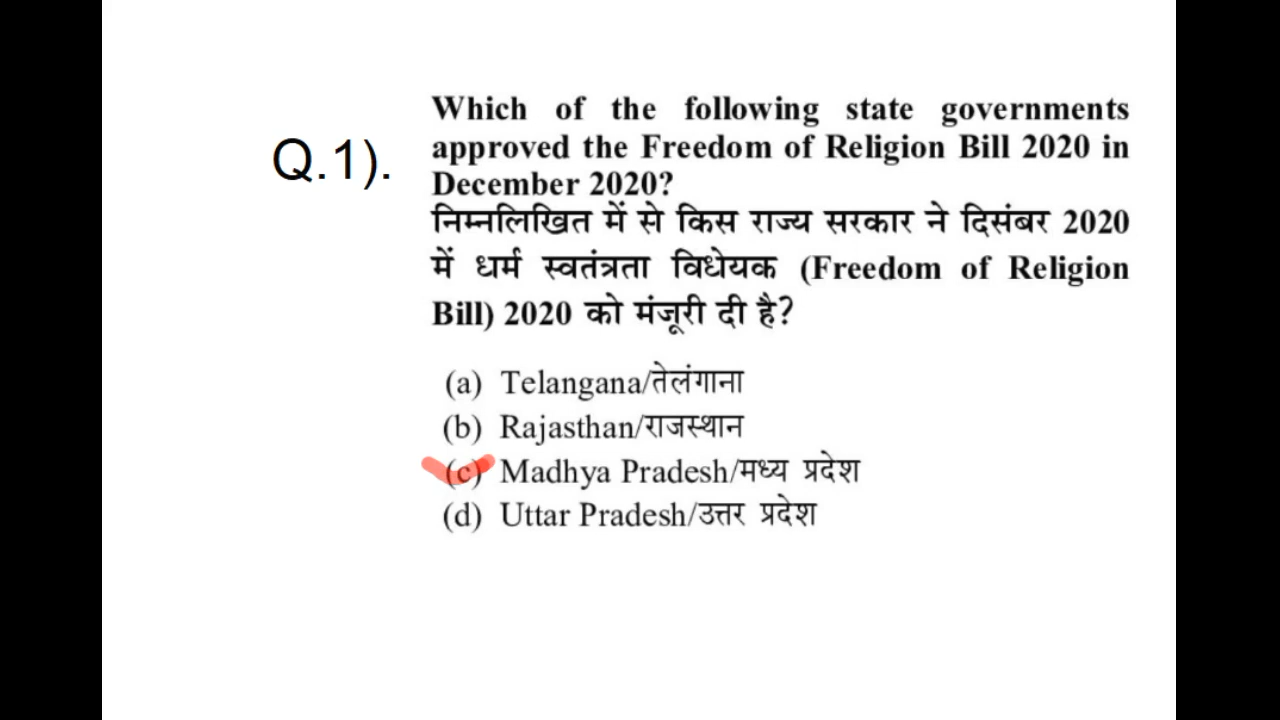 Q.1).
Which of the following state governments
approved the Freedom of Religion Bill 2020 in
December 2020?
निम्नलिखित में से किस राज्य सरकार ने दिसंबर 2020
में धर्म स्वतंत्रता विधेयक (Freedom of Religion
Bill) 2020 को मंजूरी दी है?
(a) Telangana/तेलंगाना
(b) Rajasthan/राजस्थान
(c) Madhya Pradesh/मध्य प्रदेश
(d) Uttar Pradesh/उत्तर प्रदेश